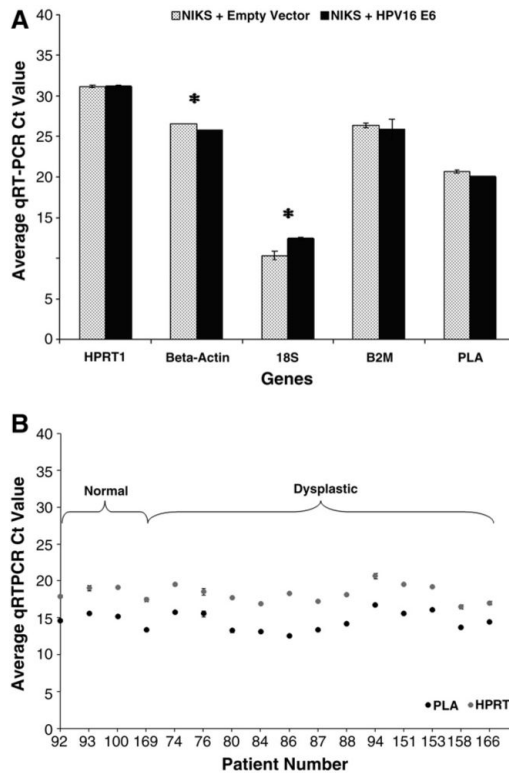 A
NIKS + Empty Vector
NIKS + HPV16 E6
Average qRT-PCR Ct Value
40
35
30
25
20
15
10
5
0
*
*
HPRT1
Beta-Actin
18S
B2M
PLA
Genes
B
Average qRTPCR Ct Value
40
35
30
25
20
15
10
5
0
Normal
Dysplastic
PLA
HPRT
92 93 100 169 74 76 80 84 86 87 88 94 151 153 158 166
Patient Number